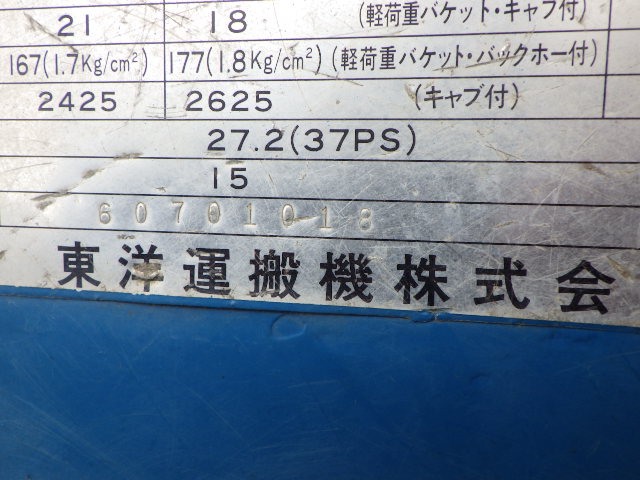 21 18 (軽荷重バケット・キャブ付)
167(1.7Kg/cm²) 177(1.8Kg/cm²) (軽荷重バケット・バックホー付)
2425 2625 (キャブ付)
27.2(37PS)
15
60701018
東洋運搬機株式会